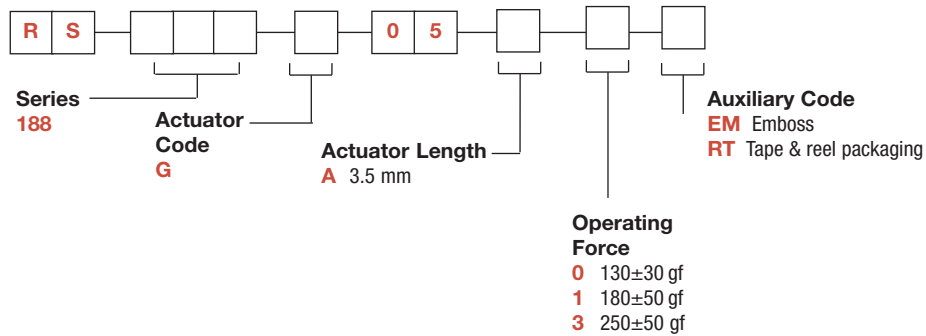 R S 0 5
Series
188
Actuator
Code
G
Actuator Length
A 3.5 mm
Operating
Force
0 130±30 gf
1 180±50 gf
3 250±50 gf
Auxiliary Code
EM Emboss
RT Tape & reel packaging